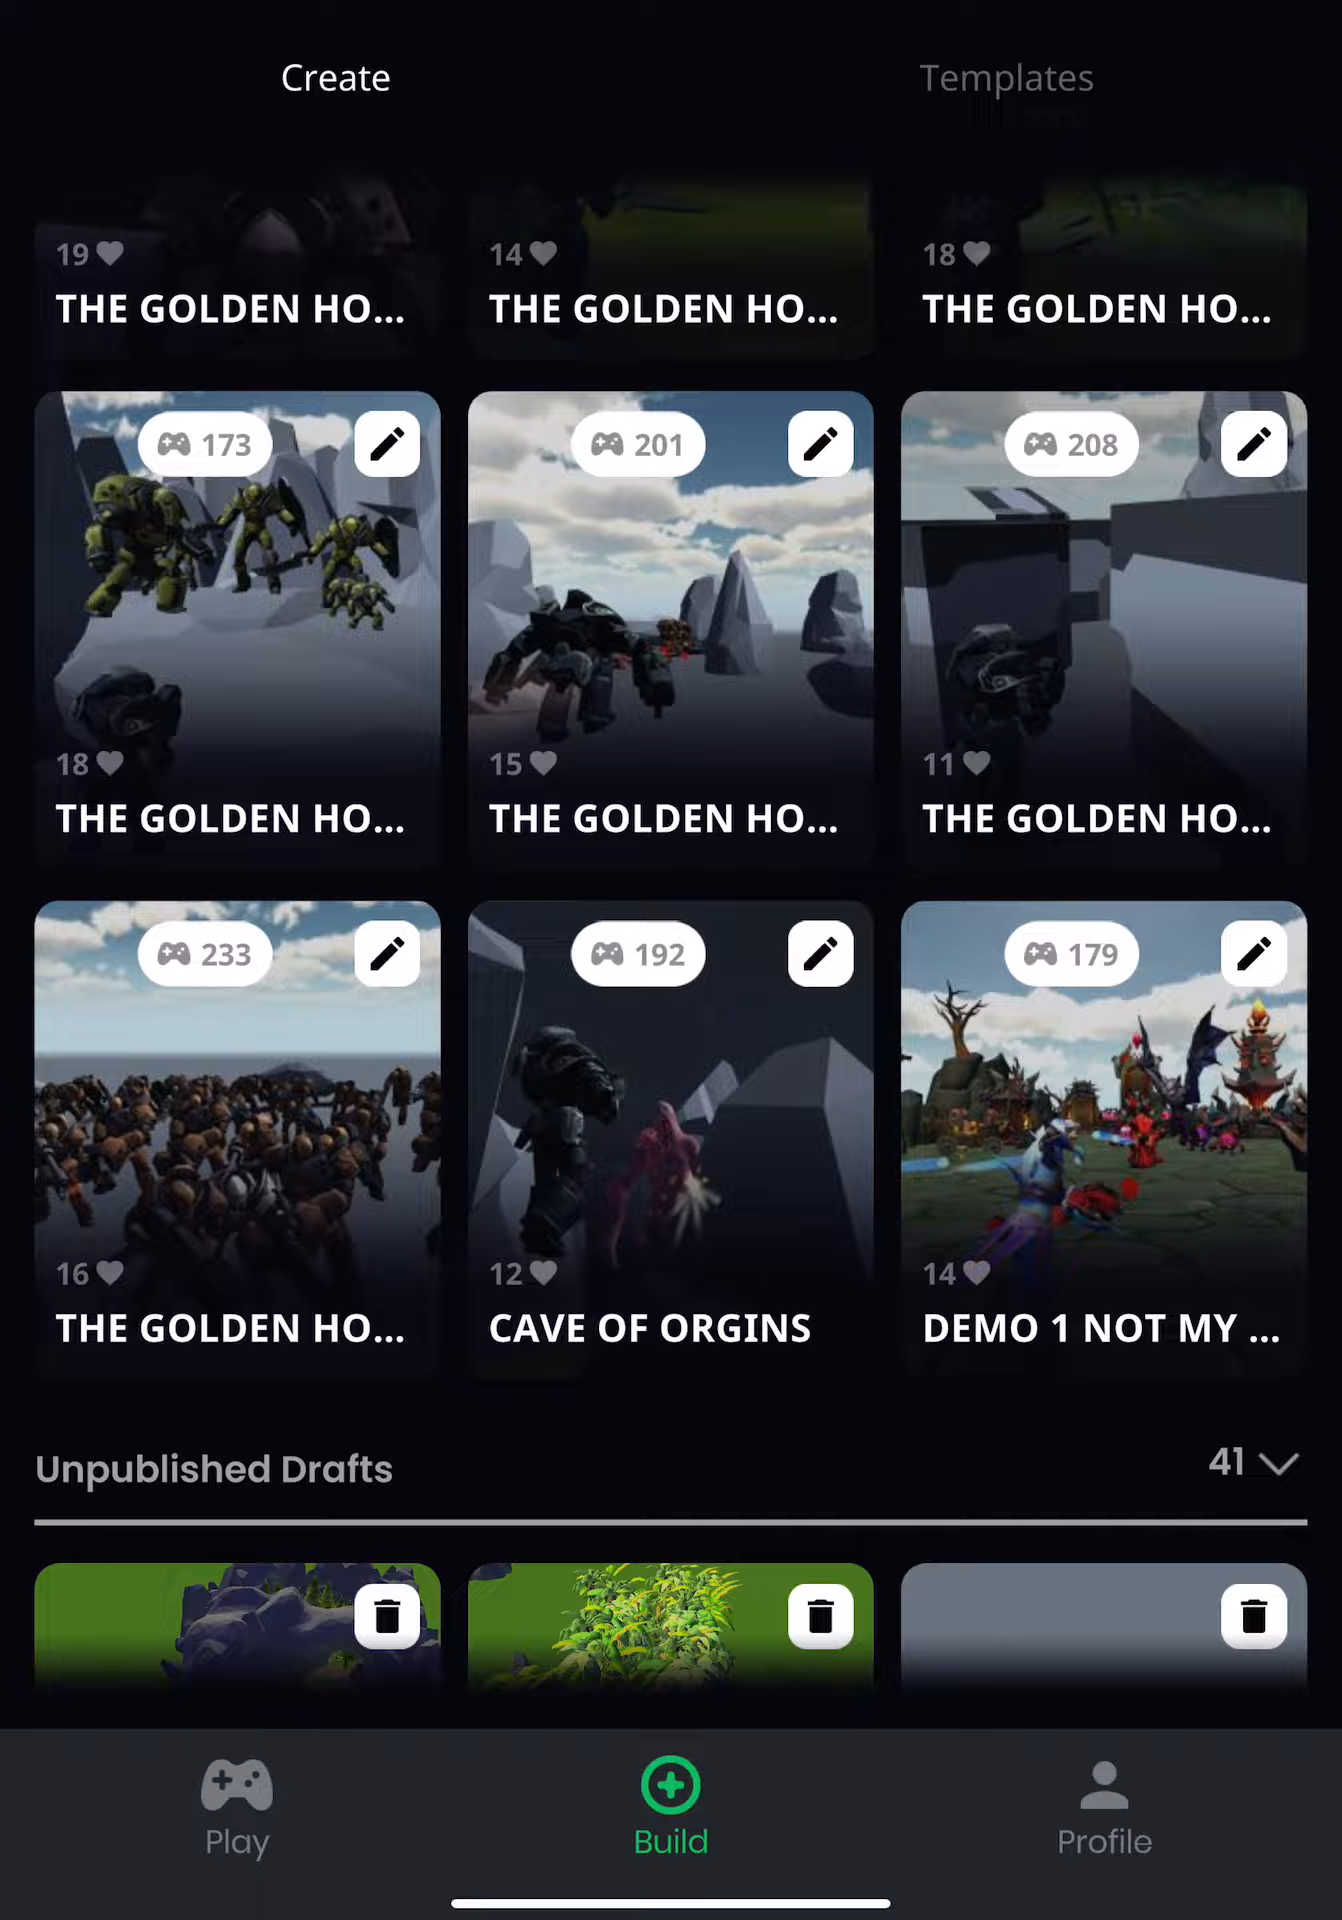 Create
Templates
19
14
18
THE GOLDEN HO...
THE GOLDEN HO...
THE GOLDEN HO...
173
201
208
18
15
11
THE GOLDEN HO...
THE GOLDEN HO...
THE GOLDEN HO...
233
192
179
16
12
14
THE GOLDEN HO...
CAVE OF ORGINS
DEMO 1 NOT MY ...
Unpublished Drafts
41
Play
Build
Profile